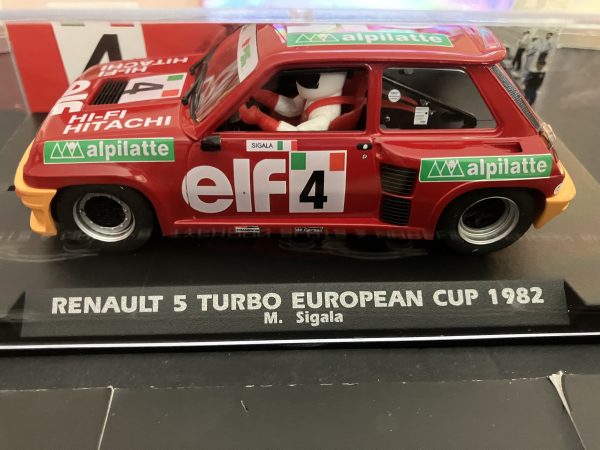 4
HI-FI
HITACHI
4
alpilatte
elf
HI-FI
HITACHI
alpilatte
SIGALA
elf 4
alpilatte
RENAULT 5 TURBO EUROPEAN CUP 1982
M. Sigala